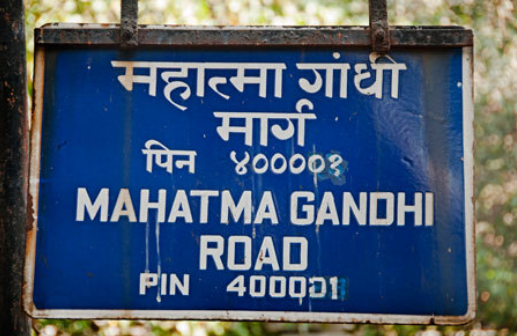 महात्मा गांधी
मार्ग
पिन ४००००१
MAHATMA GANDHI
ROAD
PIN 400001